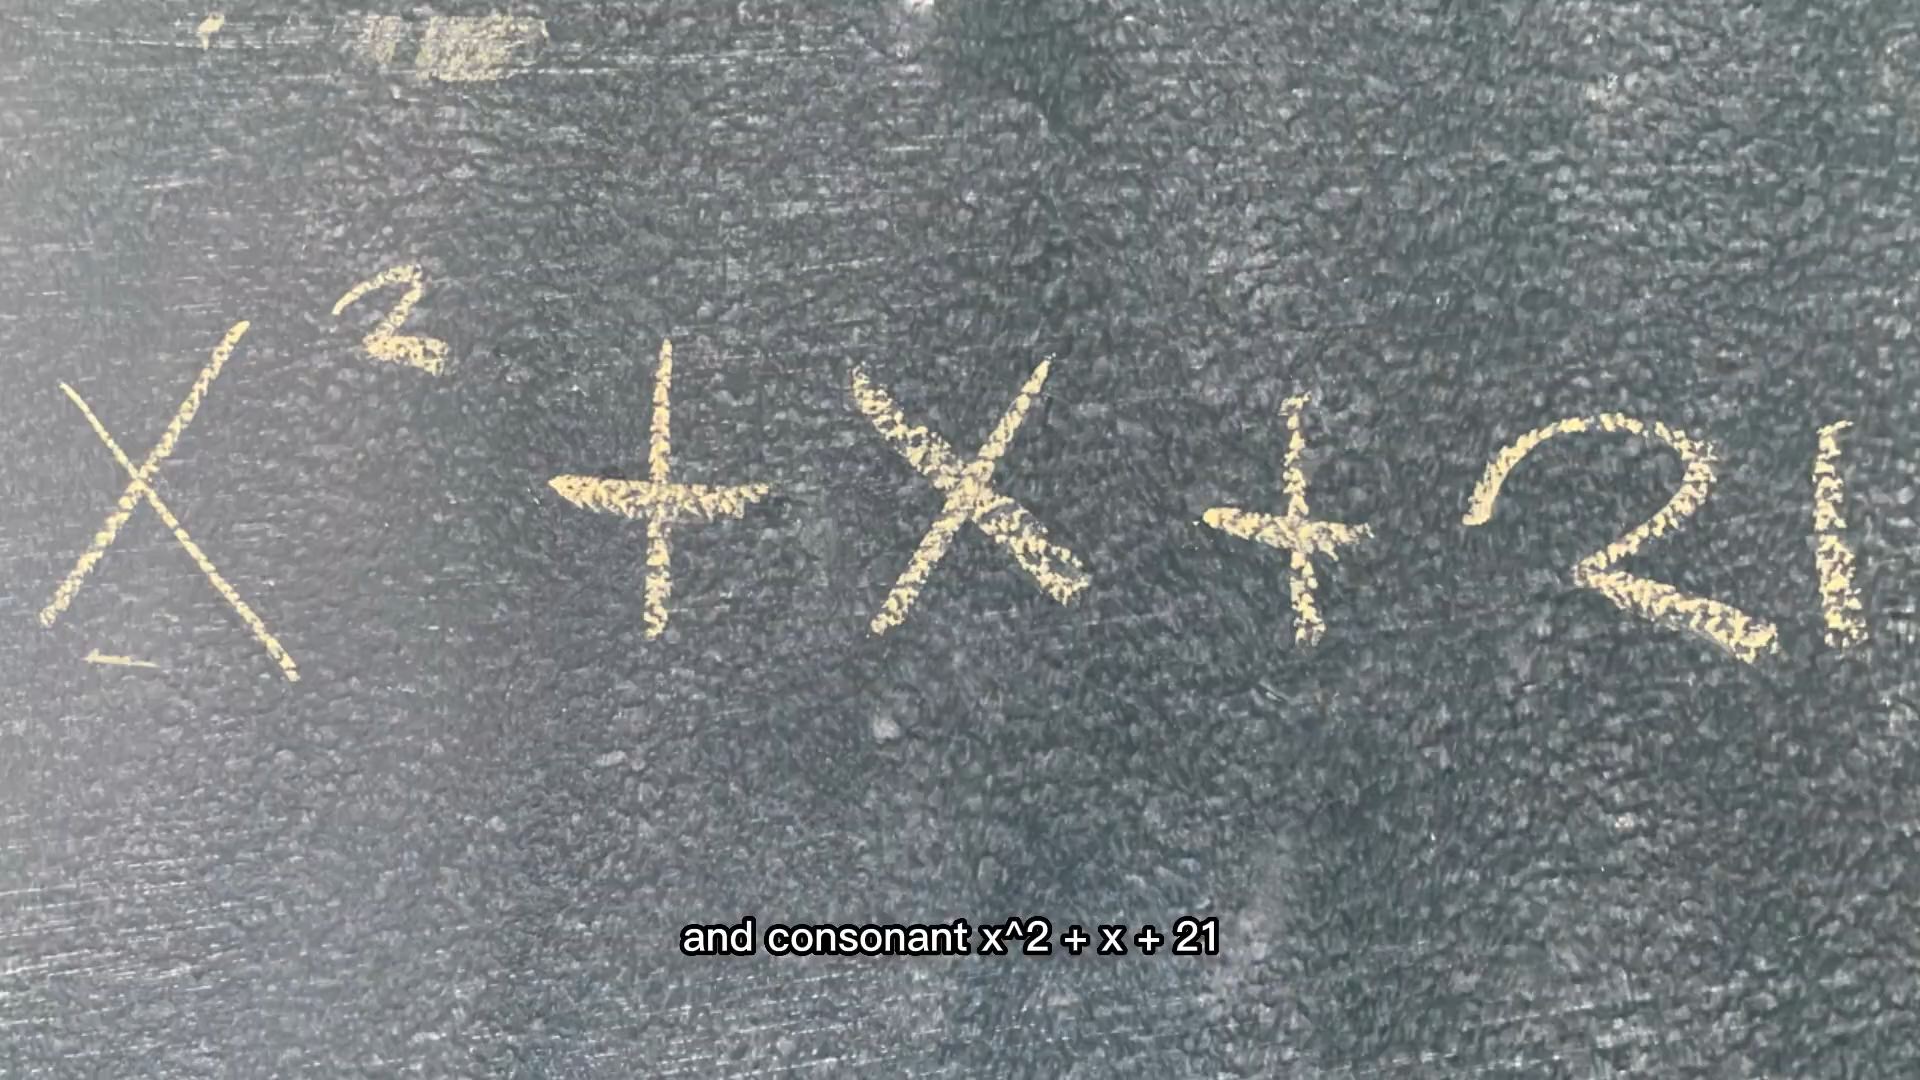 x² + x + 21
and consonant x^2 + x + 21